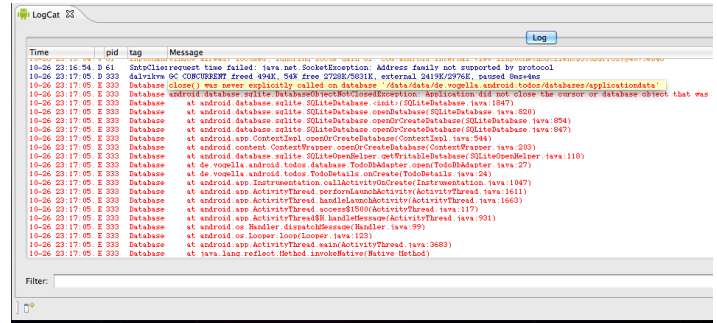 LogCat
Log
Time pid tag Message
10-26 23:16:54. D 61 SntpClien request time failed: java.net.SocketException: Address family not supported by protocol
10-26 23:17:05. D 333 dalvikvm GC CONCURRENT freed 494K, 54% free 2728K/5831K, external 2419K/2976K, paused 8ms+4ms
10-26 23:17:05. E 333 Database close() was never explicitly called on database '/data/data/de.vogella.android.todos/databases/applicationdata'
10-26 23:17:05. E 333 Database android.database.sqlite.DatabaseObjectNotClosedException: Application did not close the cursor or database object that was
10-26 23:17:05. E 333 Database at android.database.sqlite.SQLiteDatabase.<init>(SQLiteDatabase.java:1847)
10-26 23:17:05. E 333 Database at android.database.sqlite.SQLiteDatabase.openDatabase(SQLiteDatabase.java:820)
10-26 23:17:05. E 333 Database at android.database.sqlite.SQLiteDatabase.openOrCreateDatabase(SQLiteDatabase.java:854)
10-26 23:17:05. E 333 Database at android.database.sqlite.SQLiteDatabase.openOrCreateDatabase(SQLiteDatabase.java:847)
10-26 23:17:05. E 333 Database at android.app.ContextImpl.openOrCreateDatabase(ContextImpl.java:544)
10-26 23:17:05. E 333 Database at android.content.ContextWrapper.openOrCreateDatabase(ContextWrapper.java:203)
10-26 23:17:05. E 333 Database at android.database.sqlite.SQLiteOpenHelper.getWritableDatabase(SQLiteOpenHelper.java:118)
10-26 23:17:05. E 333 Database at de.vogella.android.todos.database.TodoDbAdapter.open(TodoDbAdapter.java:27)
10-26 23:17:05. E 333 Database at de.vogella.android.todos.TodoDetails.onCreate(TodoDetails.java:24)
10-26 23:17:05. E 333 Database at android.app.Instrumentation.callActivityOnCreate(Instrumentation.java:1047)
10-26 23:17:05. E 333 Database at android.app.ActivityThread.performLaunchActivity(ActivityThread.java:1611)
10-26 23:17:05. E 333 Database at android.app.ActivityThread.handleLaunchActivity(ActivityThread.java:1663)
10-26 23:17:05. E 333 Database at android.app.ActivityThread.access$1500(ActivityThread.java:117)
10-26 23:17:05. E 333 Database at android.app.ActivityThread$H.handleMessage(ActivityThread.java:931)
10-26 23:17:05. E 333 Database at android.os.Handler.dispatchMessage(Handler.java:99)
10-26 23:17:05. E 333 Database at android.os.Looper.loop(Looper.java:123)
10-26 23:17:05. E 333 Database at android.app.ActivityThread.main(ActivityThread.java:3683)
10-26 23:17:05. E 333 Database at java.lang.reflect.Method.invokeNative(Native Method)
Filter: